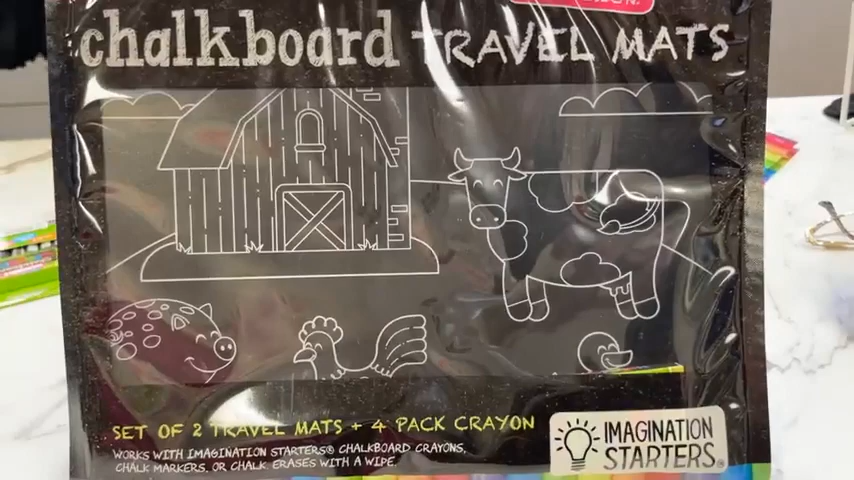 chalkboard TRAVEL MATS
SET OF 2 TRAVEL MATS + 4 PACK CRAYON
WORKS WITH IMAGINATION STARTERS® CHALKBOARD CRAYONS,
CHALK MARKERS, OR CHALK. ERASES WITH A WIPE.
IMAGINATION
STARTERS®